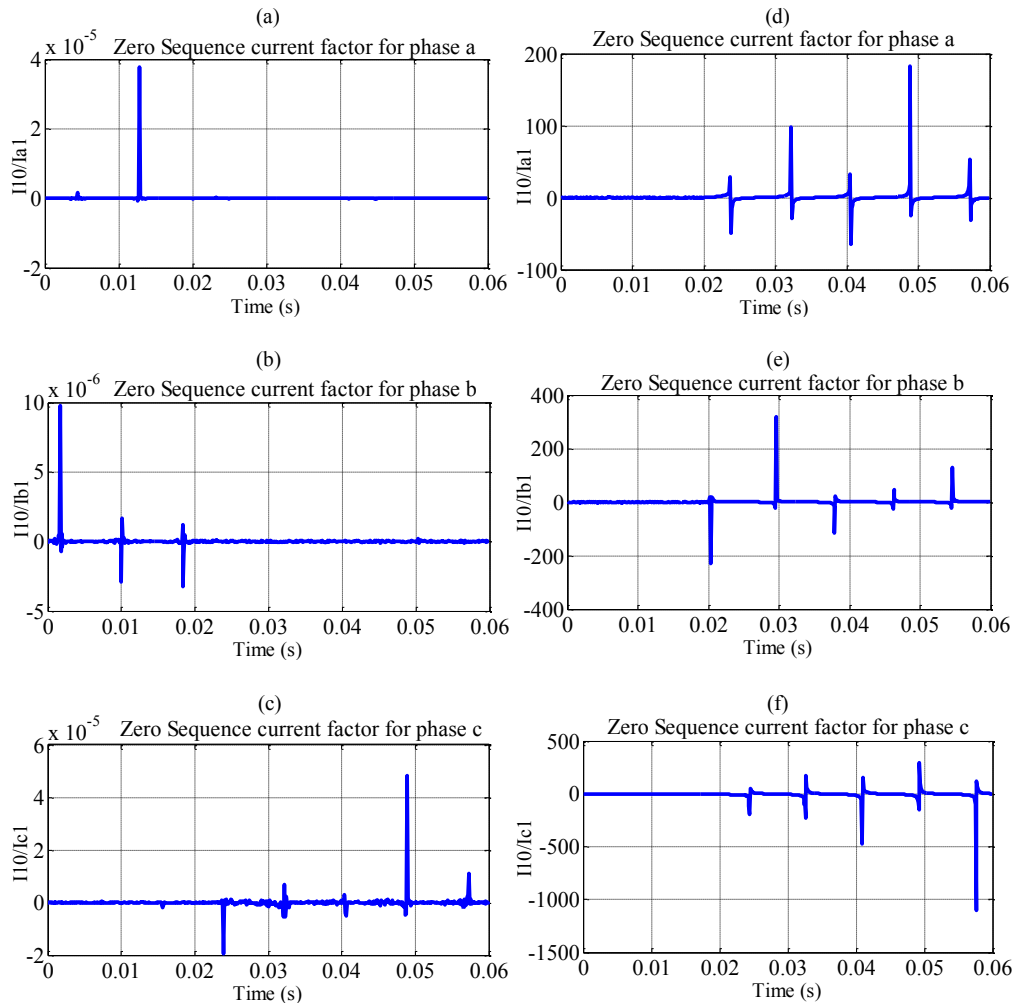 (a)
x 10⁻⁵
Zero Sequence current factor for phase a
4
2
0
-2
I10/Ia1
0 0.01 0.02 0.03 0.04 0.05 0.06
Time (s)
(d)
Zero Sequence current factor for phase a
200
100
0
-100
I10/Ia1
0 0.01 0.02 0.03 0.04 0.05 0.06
Time (s)
(b)
x 10⁻⁶
Zero Sequence current factor for phase b
10
5
0
-5
I10/Ib1
0 0.01 0.02 0.03 0.04 0.05 0.06
Time (s)
(e)
Zero Sequence current factor for phase b
400
200
0
-200
-400
I10/Ib1
0 0.01 0.02 0.03 0.04 0.05 0.06
Time (s)
(c)
x 10⁻⁵
Zero Sequence current factor for phase c
6
4
2
0
-2
I10/Ic1
0 0.01 0.02 0.03 0.04 0.05 0.06
Time (s)
(f)
Zero Sequence current factor for phase c
500
0
-500
-1000
-1500
I10/Ic1
0 0.01 0.02 0.03 0.04 0.05 0.06
Time (s)